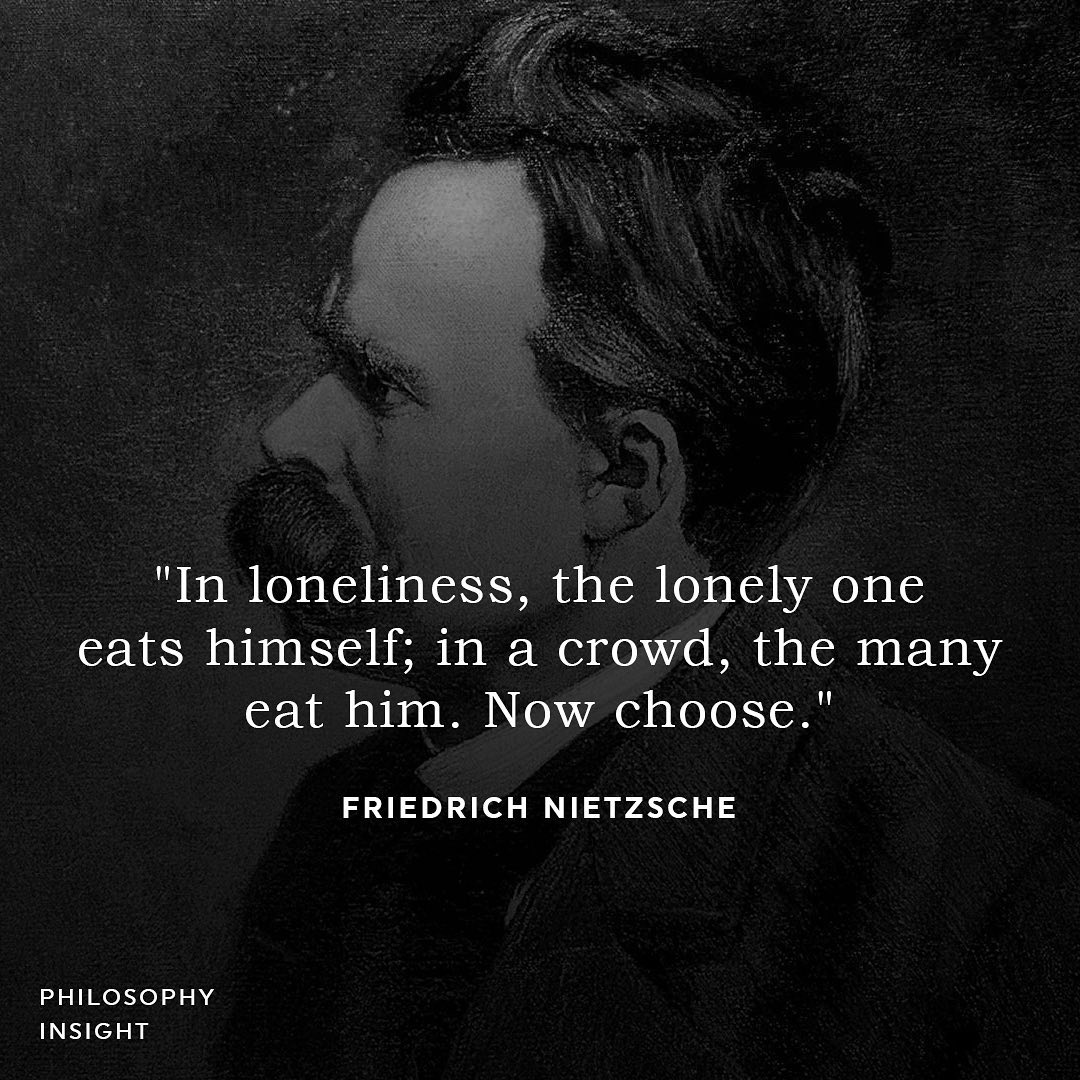 "In loneliness, the lonely one
eats himself; in a crowd, the many
eat him. Now choose."
FRIEDRICH NIETZSCHE
PHILOSOPHY
INSIGHT